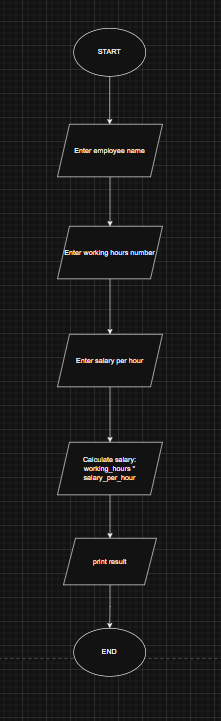 START
Enter employee name
Enter working hours number
Enter salary per hour
Calculate salary:
working_hours *
salary_per_hour
print result
END